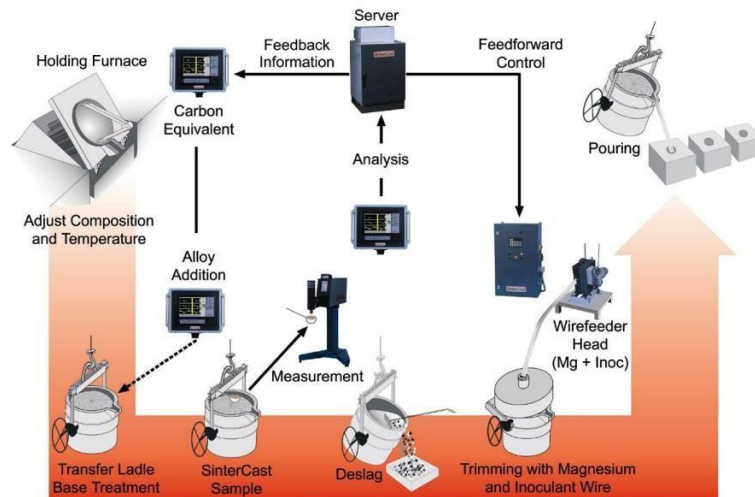 Server
Holding Furnace
Feedback
Information
Feedforward
Control
Carbon
Equivalent
Pouring
Analysis
Adjust Composition
and Temperature
Alloy
Addition
Wirefeeder
Head
(Mg + Inoc)
Measurement
Transfer Ladle
Base Treatment
SinterCast
Sample
Deslag
Trimming with Magnesium
and Inoculant Wire